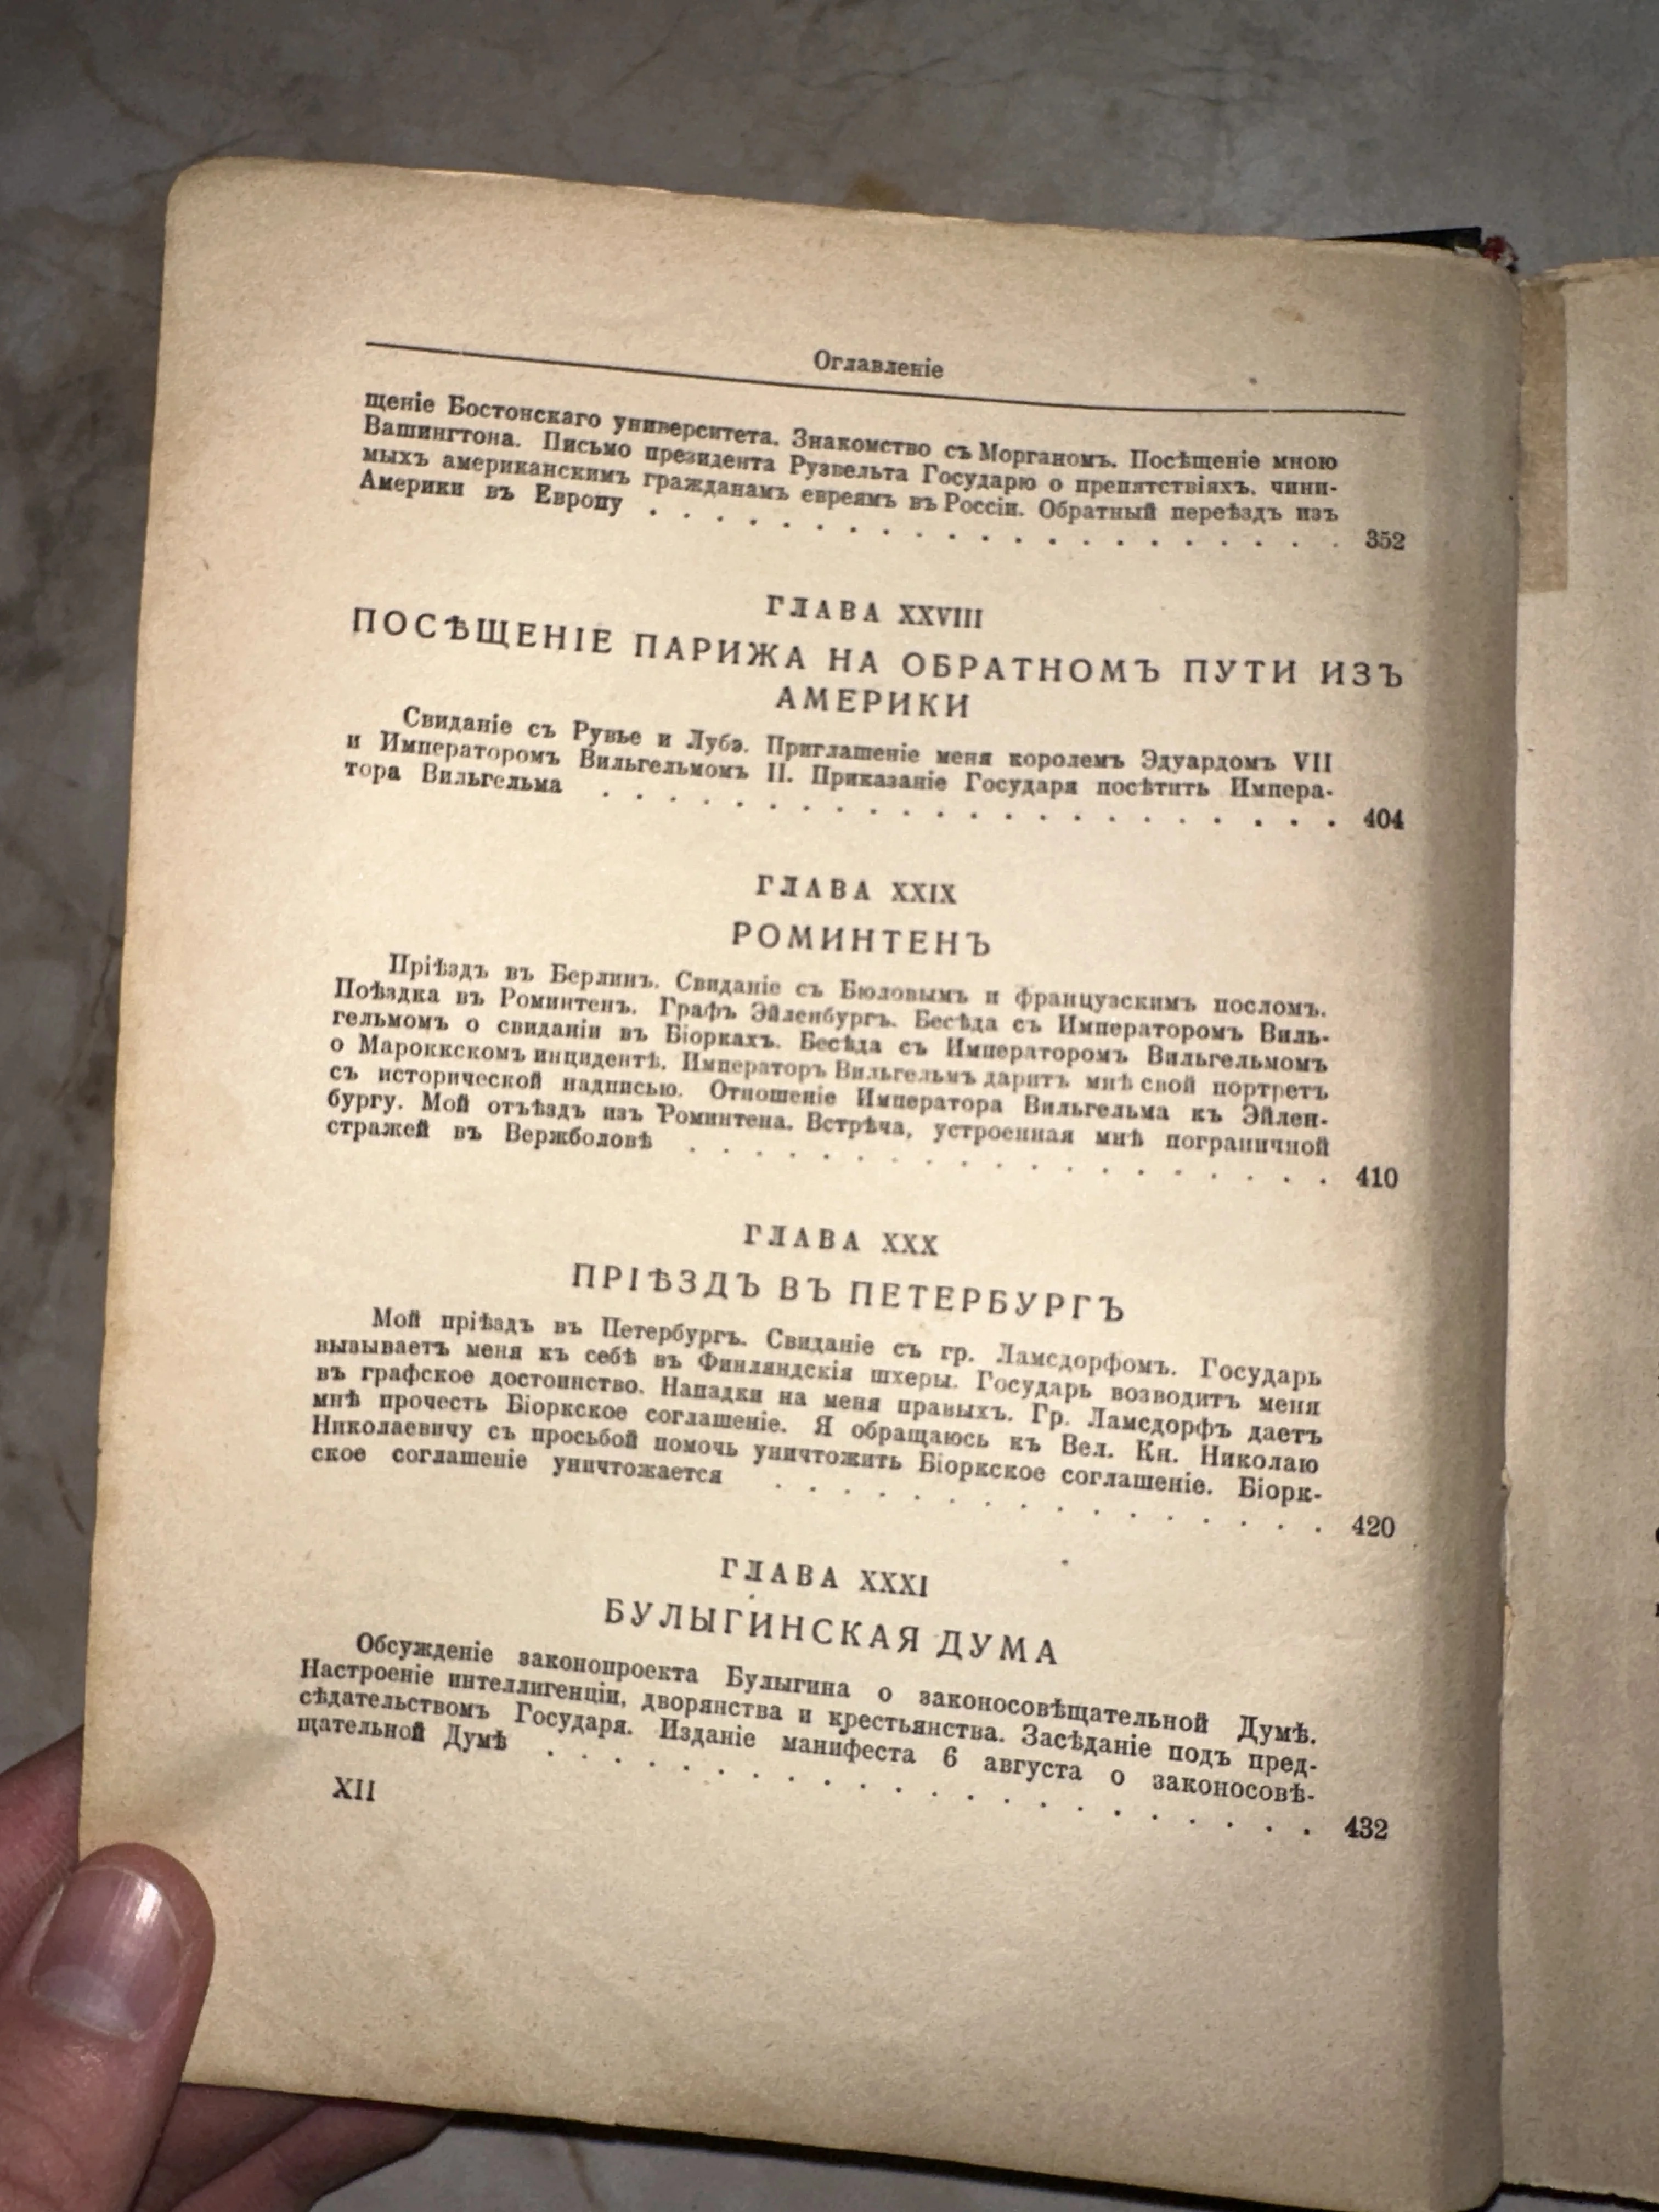 Оглавленіе
щеніе Бостонскаго университета. Знакомство съ Морганомъ. Посѣщеніе мною
Вашингтона. Письмо президента Рузвельта Государю о препятствіяхъ, чини-
мыхъ американскимъ гражданамъ евреямъ въ Россіи. Обратный переѣздъ изъ
Америки въ Европу . . . . . . . . . . . . . . . . . . . . . 352
ГЛАВА XXVIII
ПОСѢЩЕНІЕ ПАРИЖА НА ОБРАТНОМЪ ПУТИ ИЗЪ
АМЕРИКИ
Свиданіе съ Рувье и Лубэ. Приглашеніе меня королемъ Эдуардомъ VII
и Императоромъ Вильгельмомъ II. Приказаніе Государя посѣтить Импера-
тора Вильгельма . . . . . . . . . . . . . . . . . . . . . . 404
ГЛАВА XXIX
РОМИНТЕНЪ
Пріѣздъ въ Берлинъ. Свиданіе съ Бюловымъ и французскимъ посломъ.
Поѣздка въ Роминтенъ. Графъ Эйленбургъ. Бесѣда съ Императоромъ Виль-
гельмомъ о свиданіи въ Біоркахъ. Бесѣда съ Императоромъ Вильгельмомъ
о Мароккскомъ инцидентѣ. Императоръ Вильгельмъ даритъ мнѣ свой портретъ
съ исторической надписью. Отношеніе Императора Вильгельма къ Эйлен-
бургу. Мой отъѣздъ изъ Роминтена. Встрѣча, устроенная мнѣ пограничной
стражей въ Вержболовѣ . . . . . . . . . . . . . . . . . . . . 410
ГЛАВА XXX
ПРІѢЗДЪ ВЪ ПЕТЕРБУРГЪ
Мой пріѣздъ въ Петербургъ. Свиданіе съ гр. Ламсдорфомъ. Государь
вызываетъ меня къ себѣ въ Финляндскія шхеры. Государь возводитъ меня
въ графское достоинство. Нападки на меня правыхъ. Гр. Ламсдорфъ даетъ
мнѣ прочесть Біоркское соглашеніе. Я обращаюсь къ Вел. Кн. Николаю
Николаевичу съ просьбой помочь уничтожить Біоркское соглашеніе. Біорк-
ское соглашеніе уничтожается . . . . . . . . . . . . . . . . . 420
ГЛАВА XXXI
БУЛЫГИНСКАЯ ДУМА
Обсужденіе законопроекта Булыгина о законосовѣщательной Думѣ.
Настроеніе интеллигенціи, дворянства и крестьянства. Засѣданіе подъ пред-
сѣдательствомъ Государя. Изданіе манифеста 6 августа о законосовѣ-
щательной Думѣ . . . . . . . . . . . . . . . . . . . . . . 432
XII